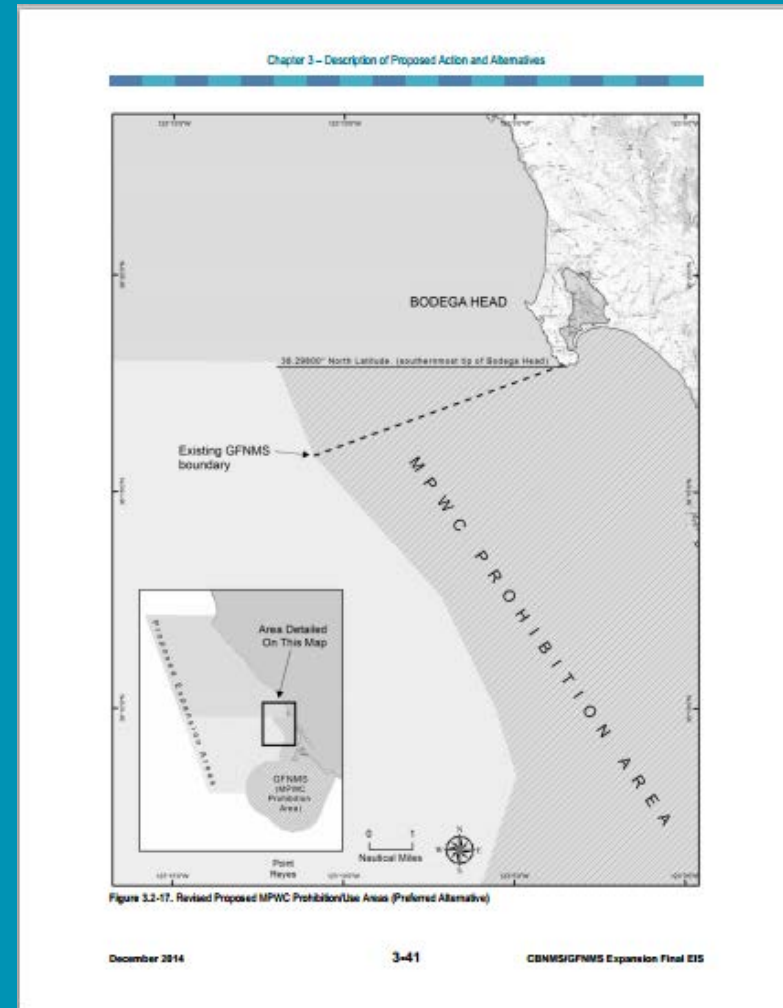 Chapter 3 – Description of Proposed Action and Alternatives
BODEGA HEAD
38.29800° North Latitude (southernmost tip of Bodega Head)
Existing GFNMS
boundary
MPWC PROHIBITION AREA
Area Detailed
On This Map
Proposed Expansion Areas
GFNMS
(MPWC
Prohibition
Area)
0 1
Nautical Miles
N
W E
S
Point
Reyes
Figure 3.2-17. Revised Proposed MPWC Prohibition/Use Areas (Preferred Alternative)
December 2014
3-41
CBNMS/GFNMS Expansion Final EIS